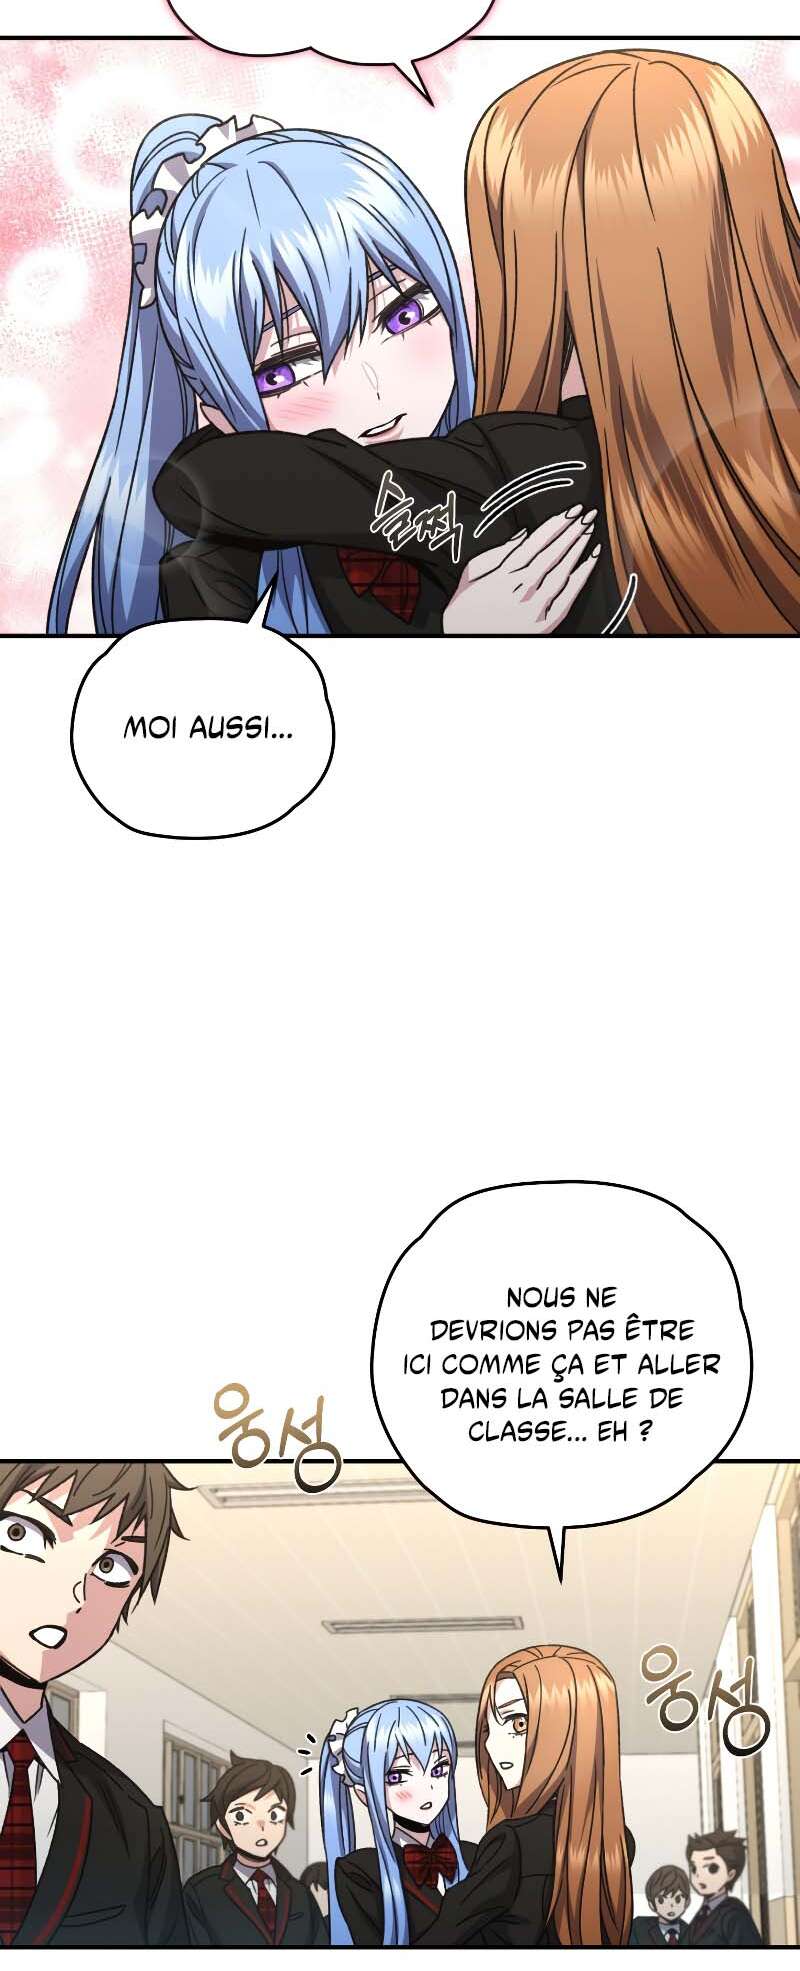 슬쩍
MOI AUSSI...
NOUS NE
DEVRIONS PAS ÊTRE
ICI COMME ÇA ET ALLER
DANS LA SALLE DE
CLASSE... EH ?
웅성
웅성